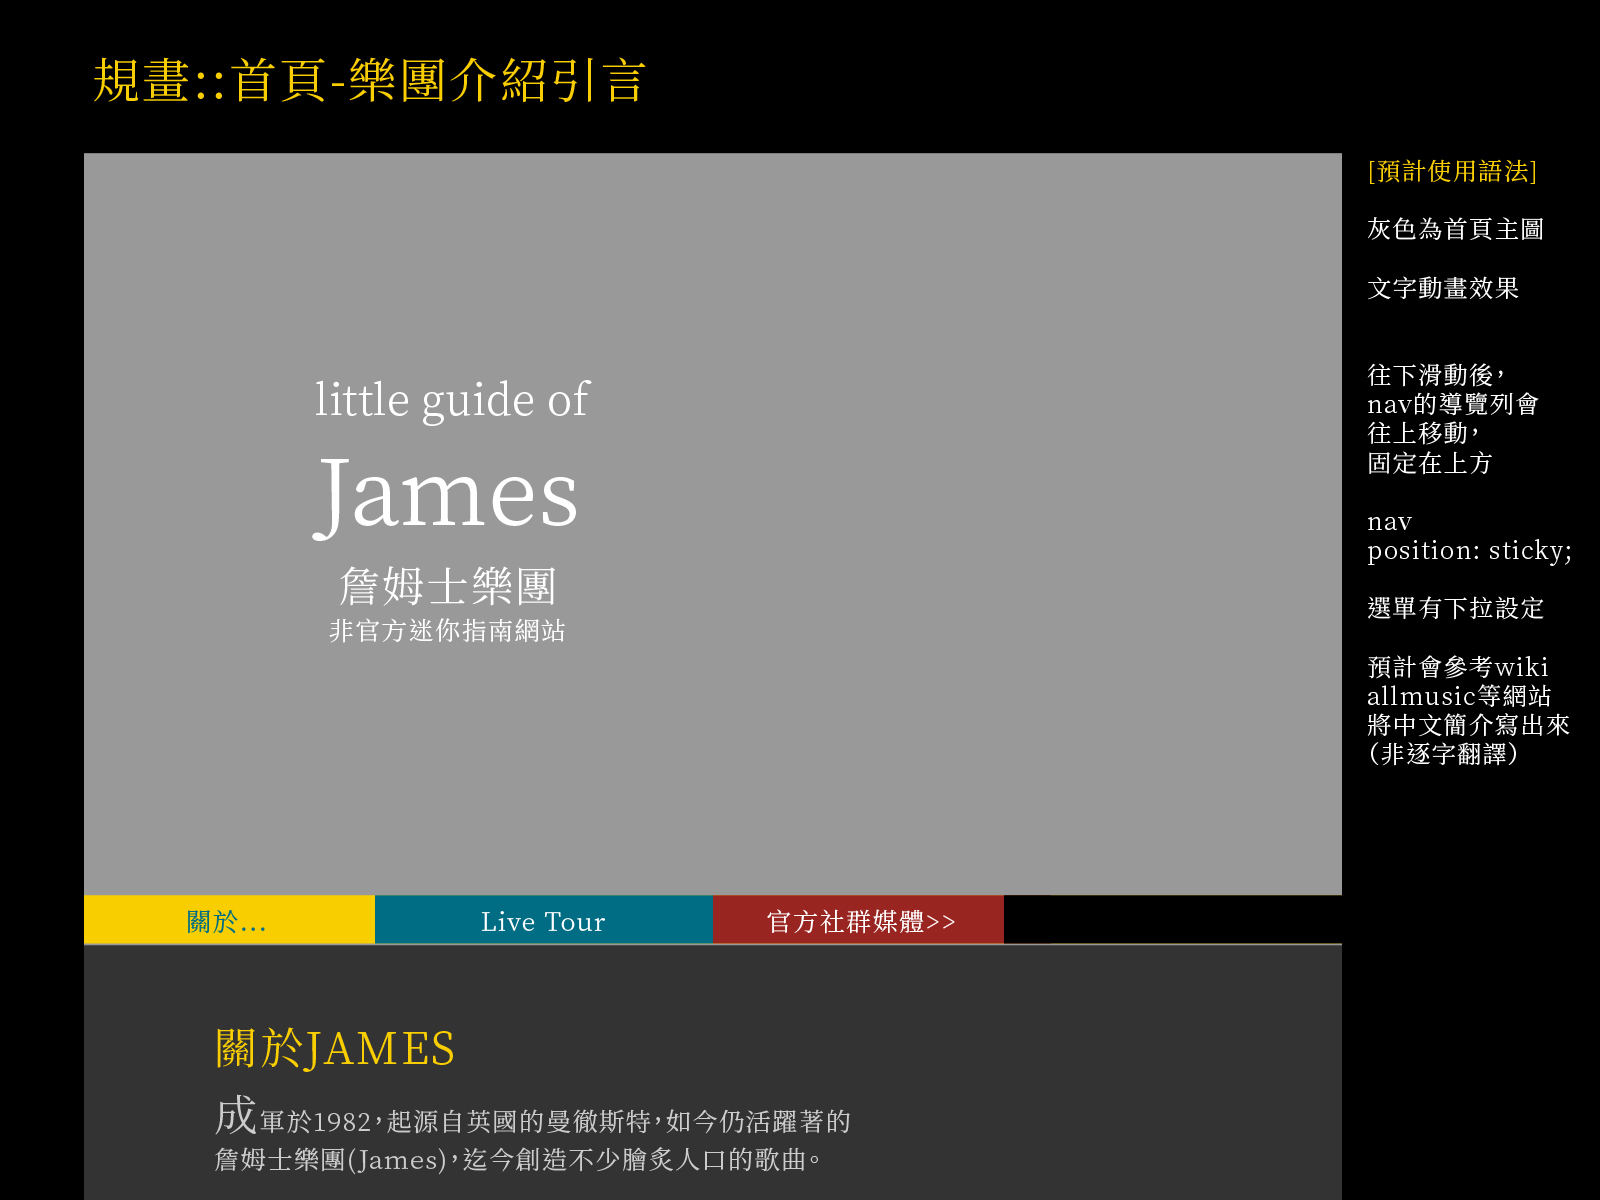 規畫::首頁-樂團介紹引言
[預計使用語法]
灰色為首頁主圖
文字動畫效果
往下滑動後，
nav的導覽列會
往上移動，
固定在上方
nav
position: sticky;
選單有下拉設定
預計會參考wiki
allmusic等網站
將中文簡介寫出來
（非逐字翻譯）
little guide of
James
詹姆士樂團
非官方迷你指南網站
關於...
Live Tour
官方社群媒體>>
關於JAMES
成軍於1982，起源自英國的曼徹斯特，如今仍活躍著的
詹姆士樂團(James)，迄今創造不少膾炙人口的歌曲。